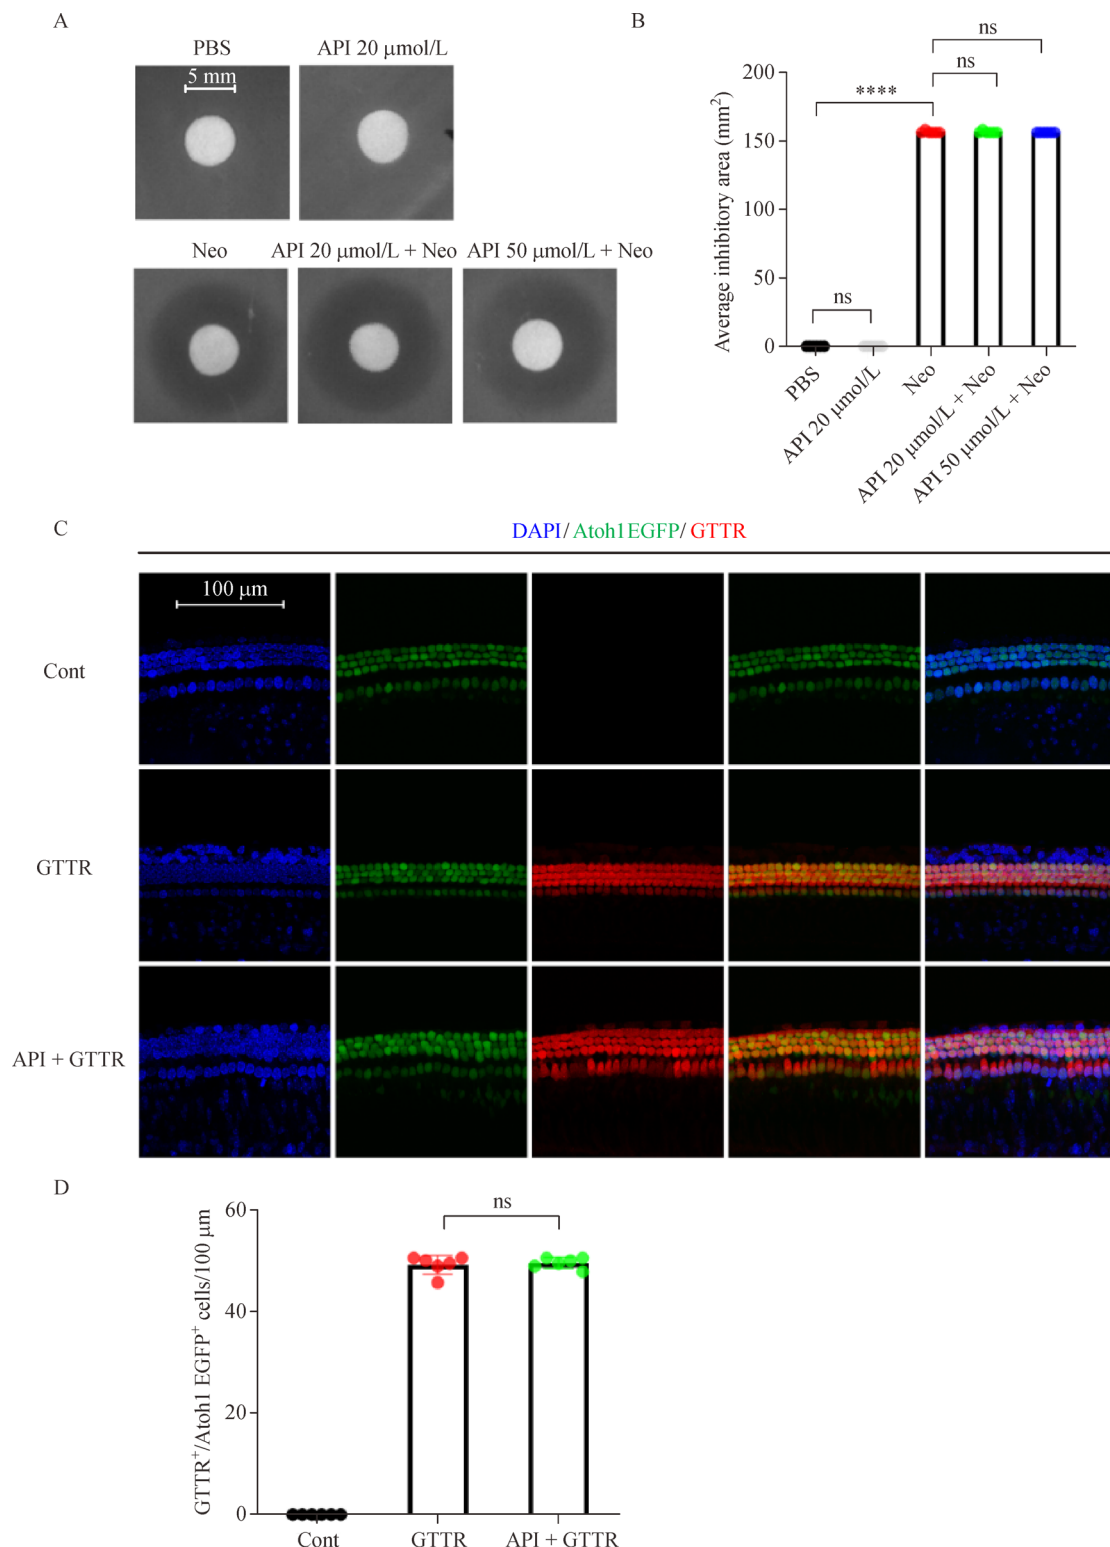 A
PBS
API 20 μmol/L
5 mm
Neo
API 20 μmol/L + Neo
API 50 μmol/L + Neo
B
Average inhibitory area (mm²)
200
150
100
50
0
ns
ns
****
ns
PBS
API 20 μmol/L
Neo
API 20 μmol/L + Neo
API 50 μmol/L + Neo
C
DAPI/Atoh1EGFP/GTTR
100 μm
Cont
GTTR
API + GTTR
D
GTTR⁺/Atoh1 EGFP⁺ cells/100 μm
60
40
20
0
ns
Cont
GTTR
API + GTTR